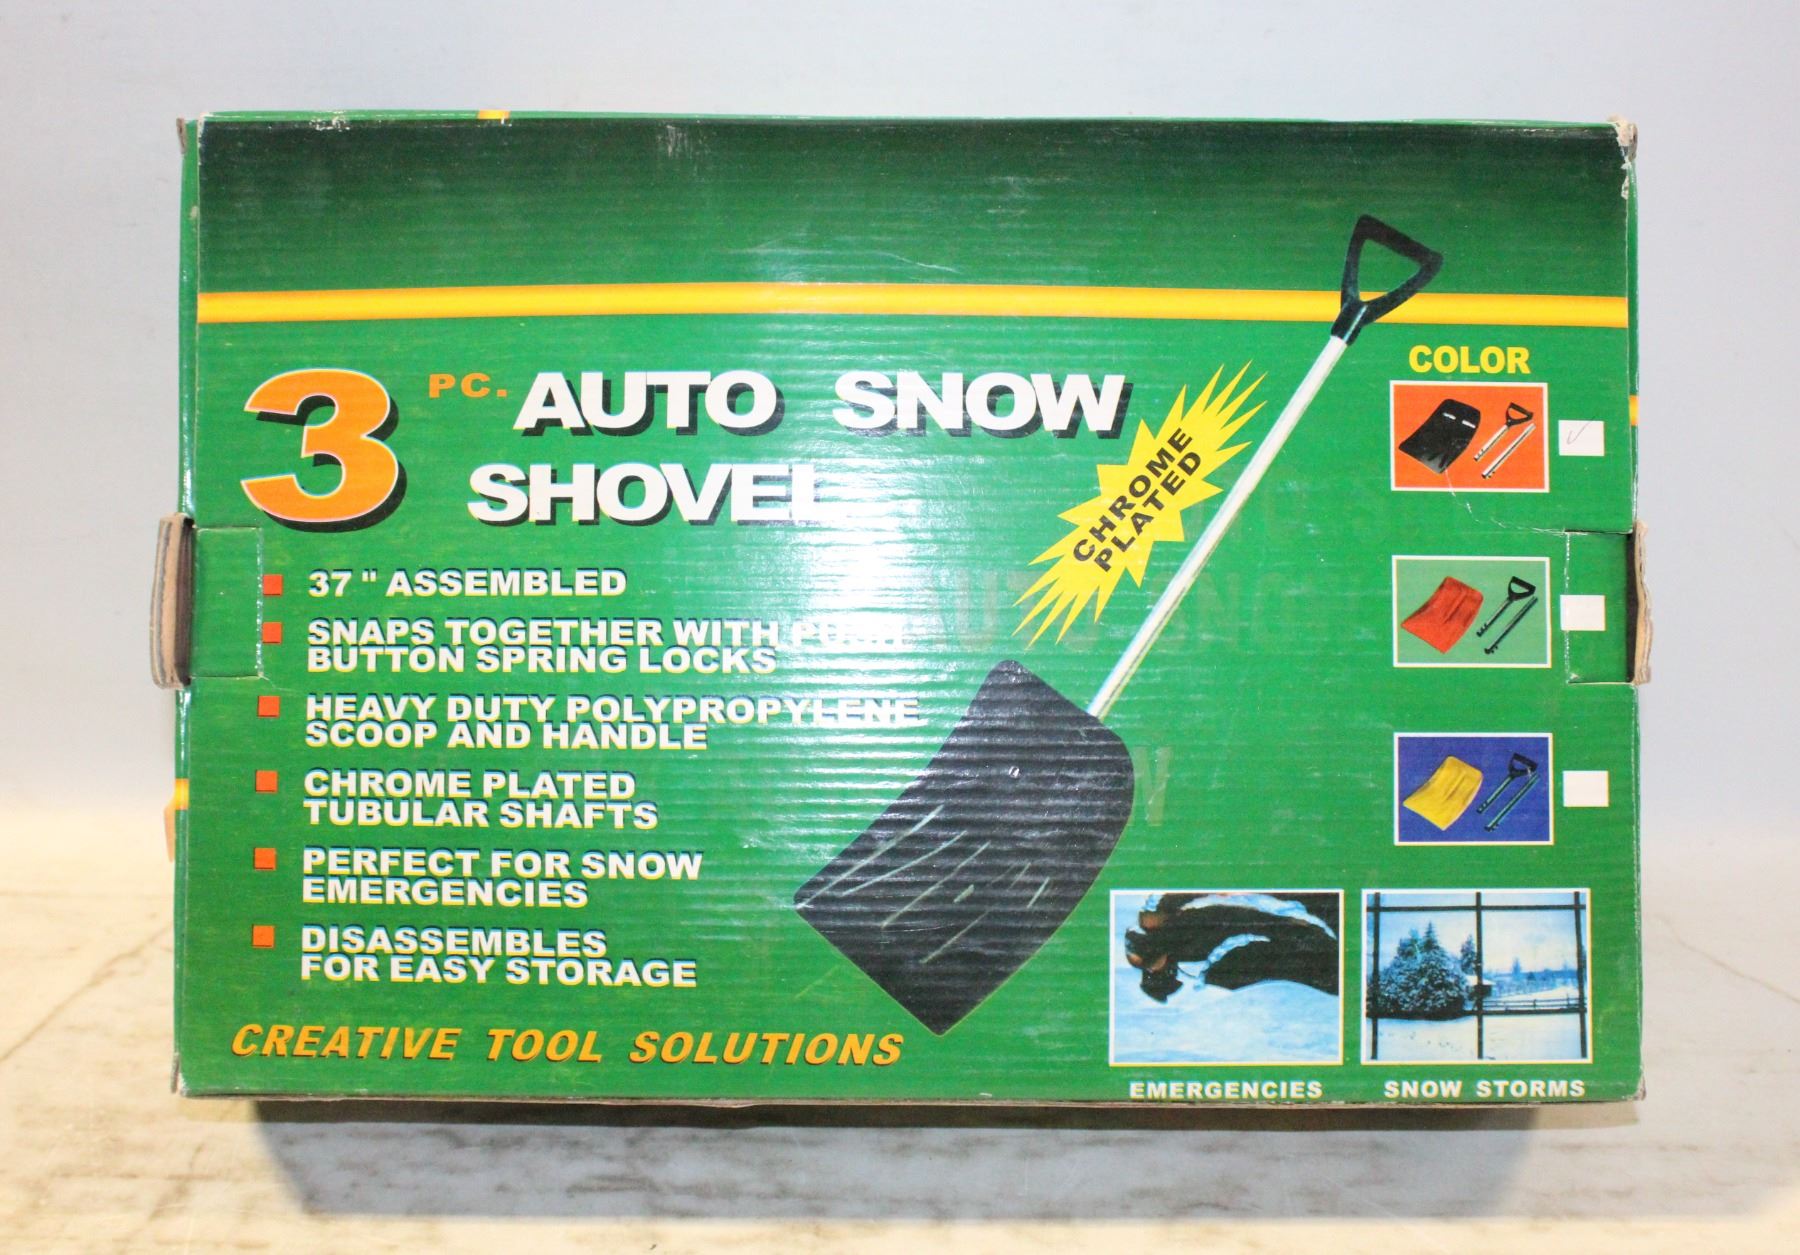 3 PC. AUTO SNOW
SHOVEL
37" ASSEMBLED
SNAPS TOGETHER WITH PUSH
BUTTON SPRING LOCKS
HEAVY DUTY POLYPROPYLENE
SCOOP AND HANDLE
CHROME PLATED
TUBULAR SHAFTS
PERFECT FOR SNOW
EMERGENCIES
DISASSEMBLES
FOR EASY STORAGE
CREATIVE TOOL SOLUTIONS
CHROME
PLATED
COLOR
EMERGENCIES
SNOW STORMS